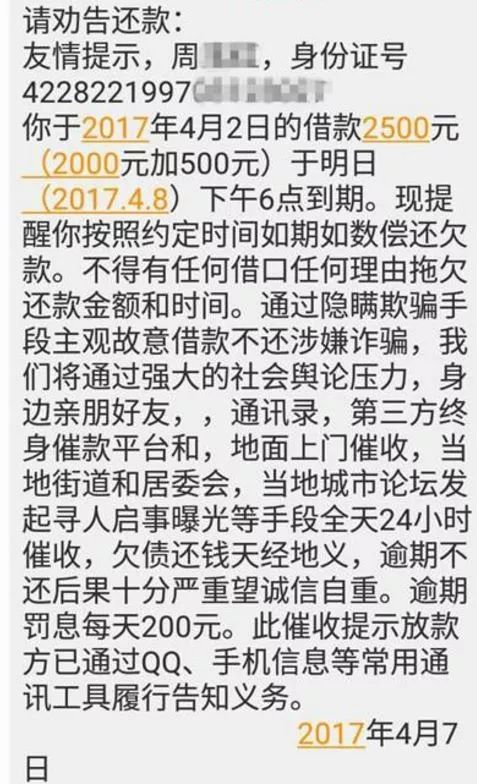 请劝告还款：
友情提示，周，身份证号
4228221997
你于2017年4月2日的借款2500元
（2000元加500元）于明日
（2017.4.8）下午6点到期。现提
醒你按照约定时间如期如数偿还欠
款。不得有任何借口任何理由拖欠
还款金额和时间。通过隐瞒欺骗手
段主观故意借款不还涉嫌诈骗，我
们将通过强大的社会舆论压力，身
边亲朋好友，，通讯录，第三方终
身催款平台和，地面上门催收，当
地街道和居委会，当地城市论坛发
起寻人启事曝光等手段全天24小时
催收，欠债还钱天经地义，逾期不
还后果十分严重望诚信自重。逾期
罚息每天200元。此催收提示放款
方已通过QQ、手机信息等常用通
讯工具履行告知义务。
2017年4月7
日